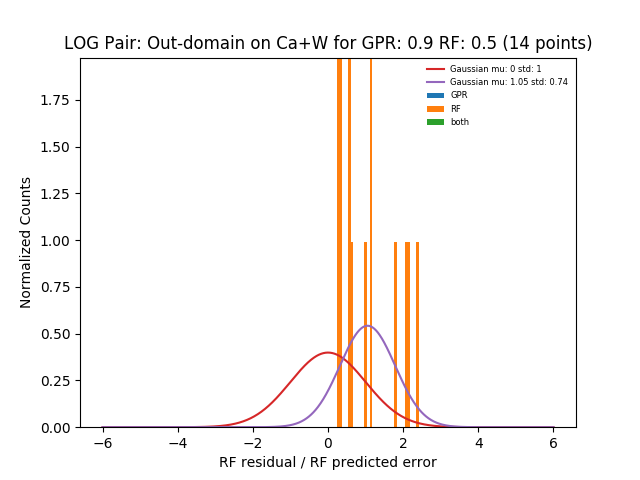 LOG Pair: Out-domain on Ca+W for GPR: 0.9 RF: 0.5 (14 points)
Gaussian mu: 0 std: 1
Gaussian mu: 1.05 std: 0.74
GPR
RF
both
Normalized Counts
1.75
1.50
1.25
1.00
0.75
0.50
0.25
0.00
−6 −4 −2 0 2 4 6
RF residual / RF predicted error